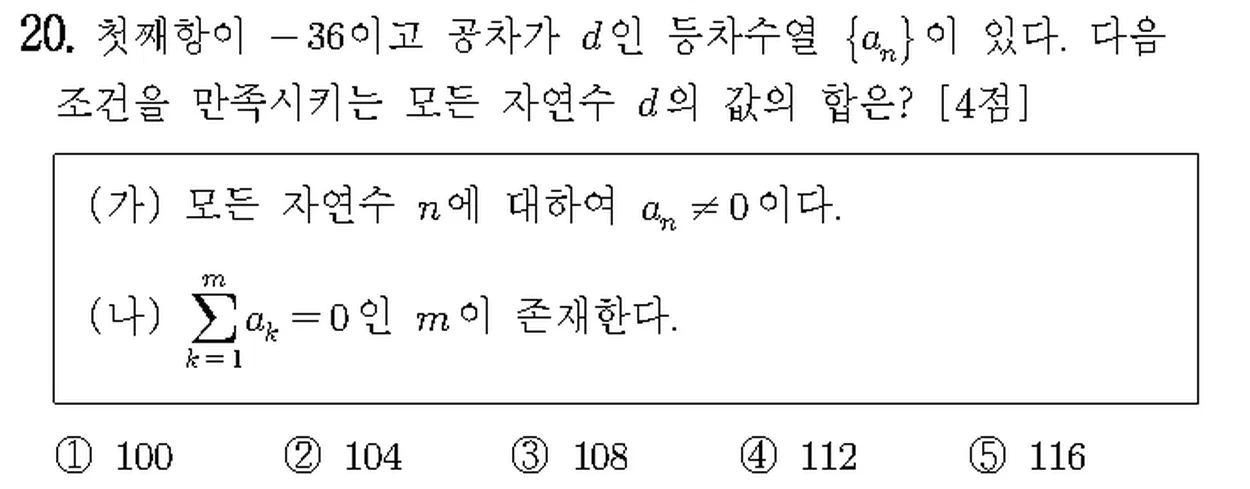 20. 첫째항이 −36이고 공차가 d인 등차수열 {aₙ}이 있다. 다음
조건을 만족시키는 모든 자연수 d의 값의 합은? [4점]
(가) 모든 자연수 n에 대하여 aₙ ≠ 0이다.
(나) ∑_{k=1}^{m} aₖ = 0인 m이 존재한다.
① 100 ② 104 ③ 108 ④ 112 ⑤ 116